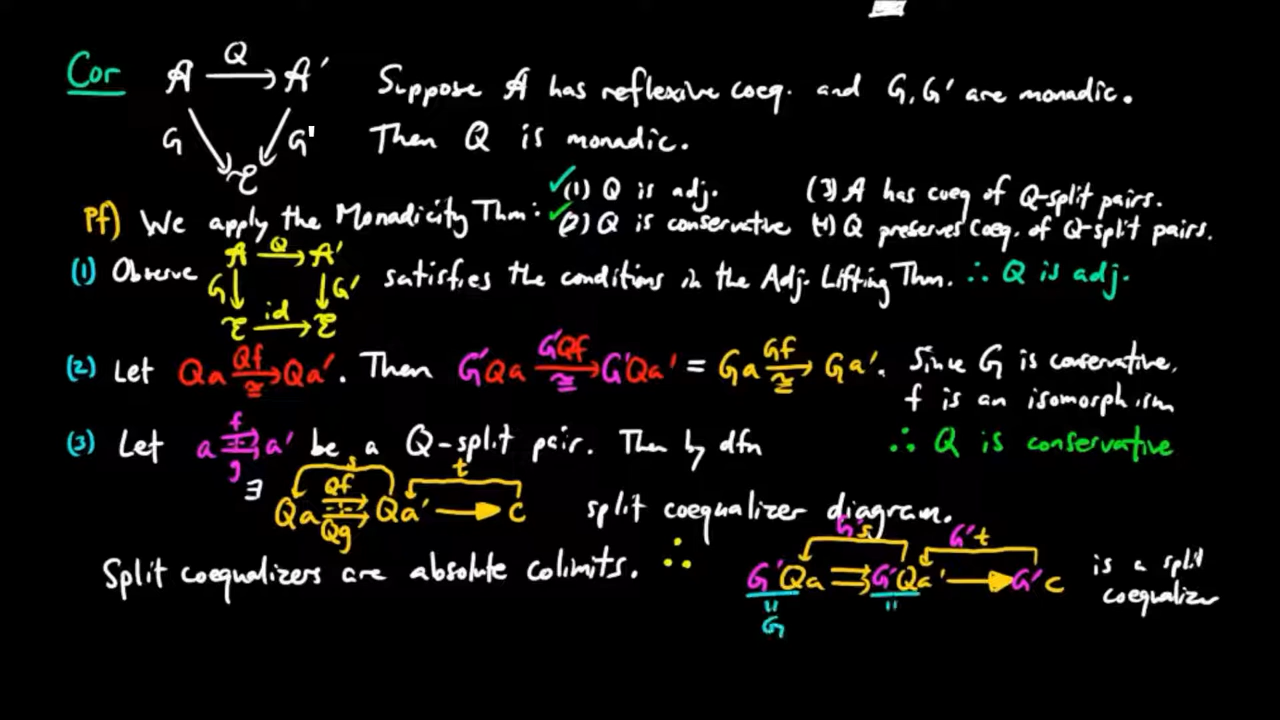 Cor 𝒜 Q→ 𝒜′ Suppose 𝒜 has reflexive coeq. and G, G′ are monadic.
G G' Then Q is monadic.
𝒞
✓(1) Q is adj. (3) 𝒜 has coeq of Q-split pairs.
Pf) We apply the Monadicity Thm: ✓(2) Q is conservative (4) Q preserves coeq. of Q-split pairs.
𝒜 Q→ 𝒜′
(1) Observe G↓ ↓G′ satisfies the conditions in the Adj. Lifting Thm. ∴ Q is adj.
𝒞 id→ 𝒞
(2) Let Qa Qf→ ≅ Qa′. Then G′Qa G′Qf→ ≅ G′Qa′ = Ga Gf→ ≅ Ga′. Since G is conservative,
f is an isomorphism
(3) Let a f⇉g a′ be a Q-split pair. Then by dfn ∴ Q is conservative
s t
∃ Qa Qf⇉Qg Qa′ → c split coequalizer diagram.
G′s G′t
Split coequalizers are absolute colimits. ∴ G′Qa ⇉ G′Qa′ → G′c is a split
coequalizer
= =
G